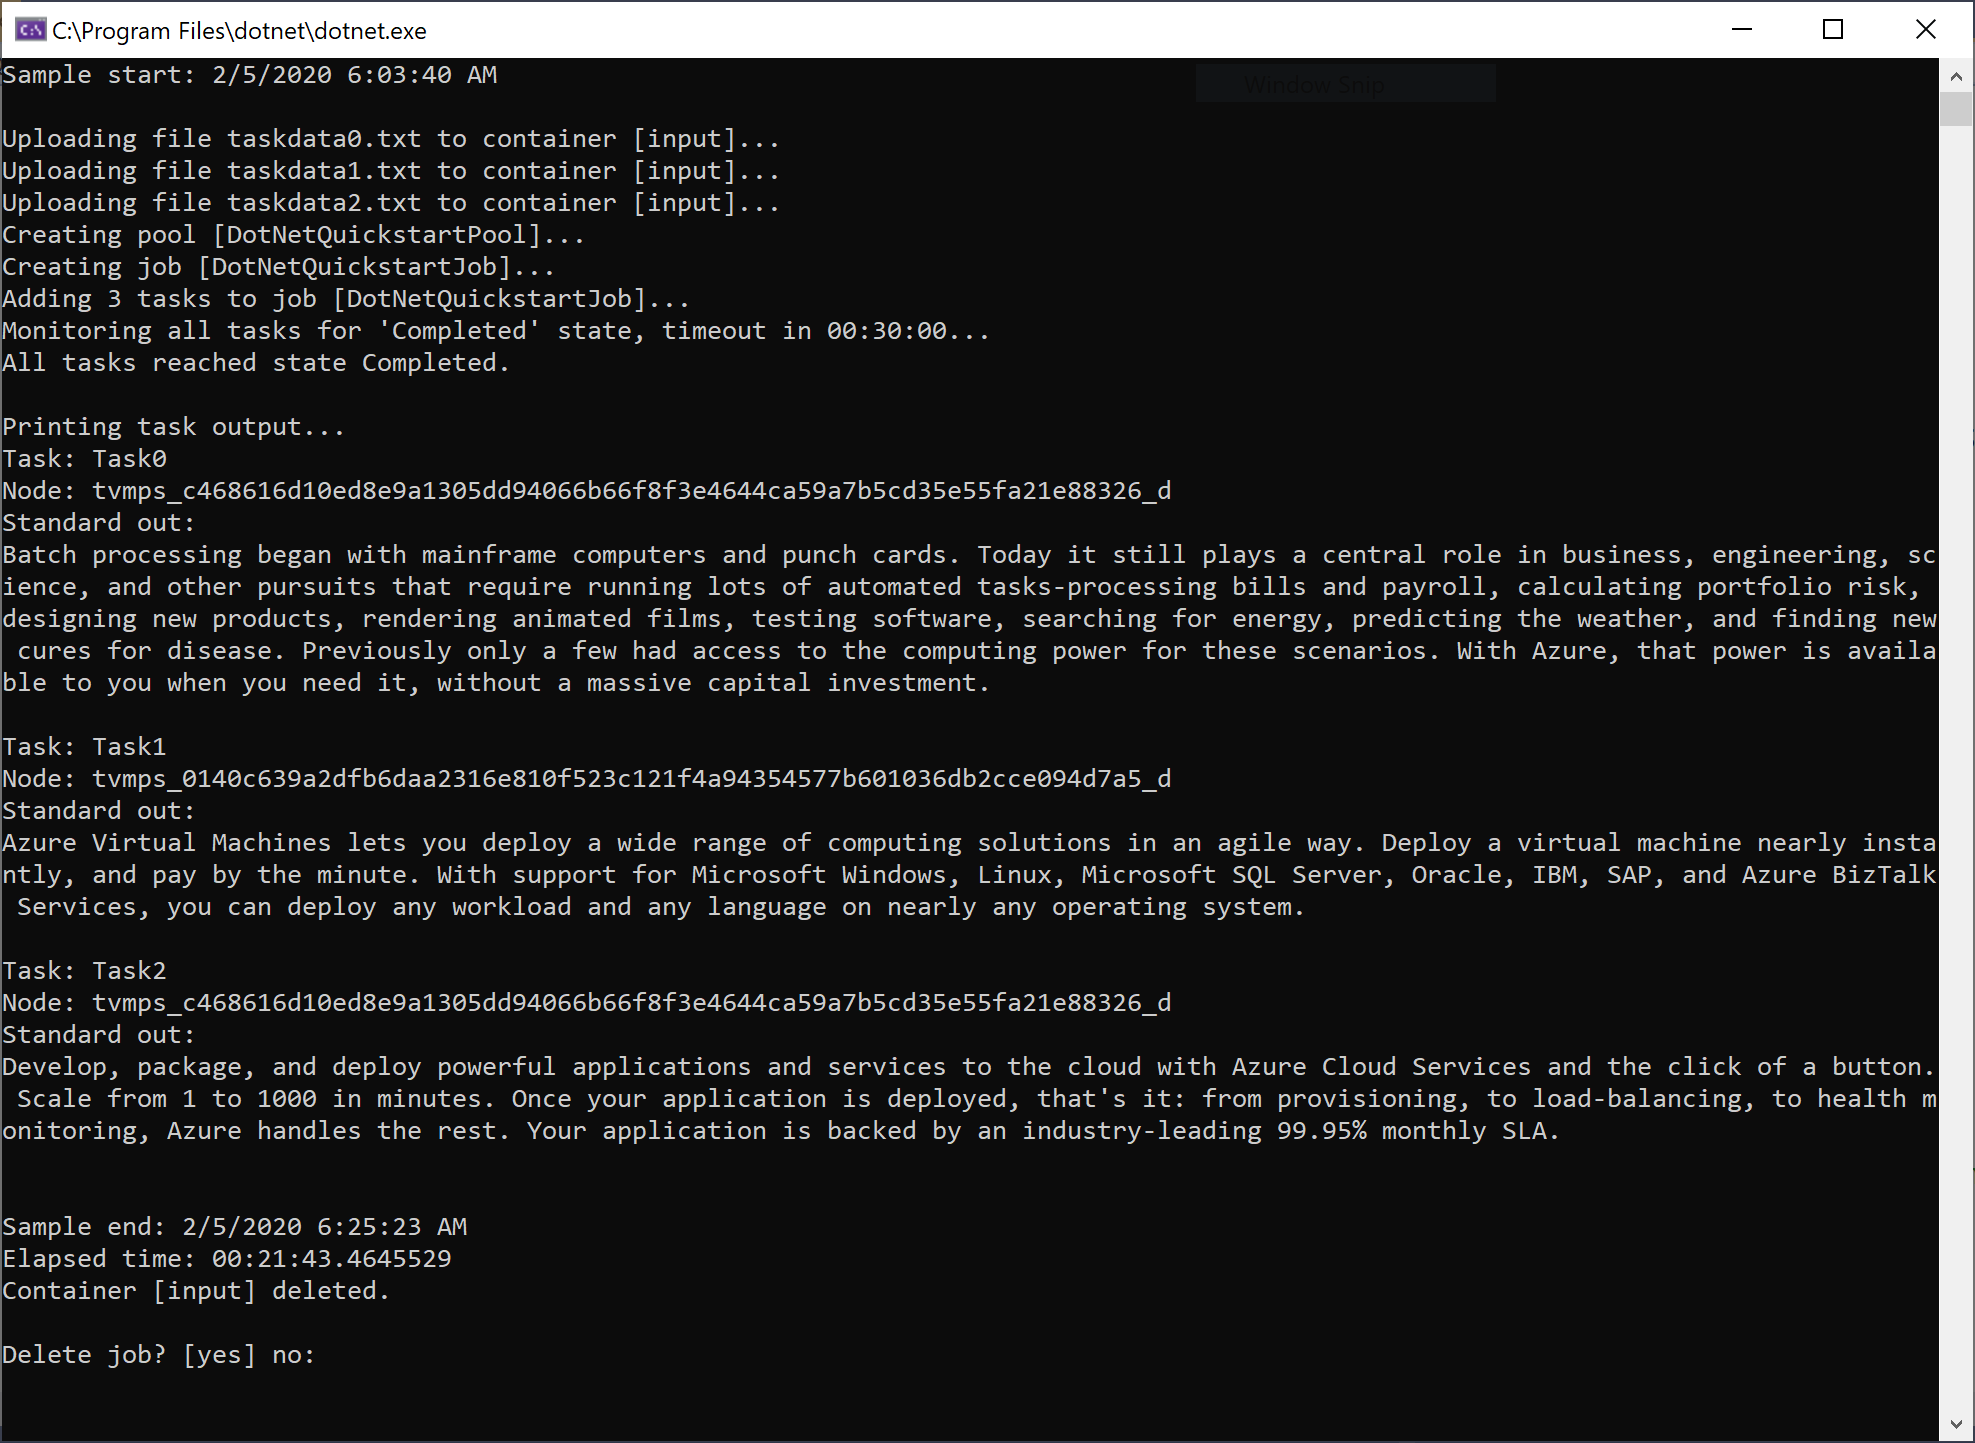 C:\Program Files\dotnet\dotnet.exe
Sample start: 2/5/2020 6:03:40 AM
Window Snip
Uploading file taskdata0.txt to container [input]...
Uploading file taskdata1.txt to container [input]...
Uploading file taskdata2.txt to container [input]...
Creating pool [DotNetQuickstartPool]...
Creating job [DotNetQuickstartJob]...
Adding 3 tasks to job [DotNetQuickstartJob]...
Monitoring all tasks for 'Completed' state, timeout in 00:30:00...
All tasks reached state Completed.
Printing task output...
Task: Task0
Node: tvmps_c468616d10ed8e9a1305dd94066b66f8f3e4644ca59a7b5cd35e55fa21e88326_d
Standard out:
Batch processing began with mainframe computers and punch cards. Today it still plays a central role in business, engineering, sc
ience, and other pursuits that require running lots of automated tasks-processing bills and payroll, calculating portfolio risk,
designing new products, rendering animated films, testing software, searching for energy, predicting the weather, and finding new
cures for disease. Previously only a few had access to the computing power for these scenarios. With Azure, that power is availa
ble to you when you need it, without a massive capital investment.
Task: Task1
Node: tvmps_0140c639a2dfb6daa2316e810f523c121f4a94354577b601036db2cce094d7a5_d
Standard out:
Azure Virtual Machines lets you deploy a wide range of computing solutions in an agile way. Deploy a virtual machine nearly insta
ntly, and pay by the minute. With support for Microsoft Windows, Linux, Microsoft SQL Server, Oracle, IBM, SAP, and Azure BizTalk
Services, you can deploy any workload and any language on nearly any operating system.
Task: Task2
Node: tvmps_c468616d10ed8e9a1305dd94066b66f8f3e4644ca59a7b5cd35e55fa21e88326_d
Standard out:
Develop, package, and deploy powerful applications and services to the cloud with Azure Cloud Services and the click of a button.
Scale from 1 to 1000 in minutes. Once your application is deployed, that's it: from provisioning, to load-balancing, to health m
onitoring, Azure handles the rest. Your application is backed by an industry-leading 99.95% monthly SLA.
Sample end: 2/5/2020 6:25:23 AM
Elapsed time: 00:21:43.4645529
Container [input] deleted.
Delete job? [yes] no: